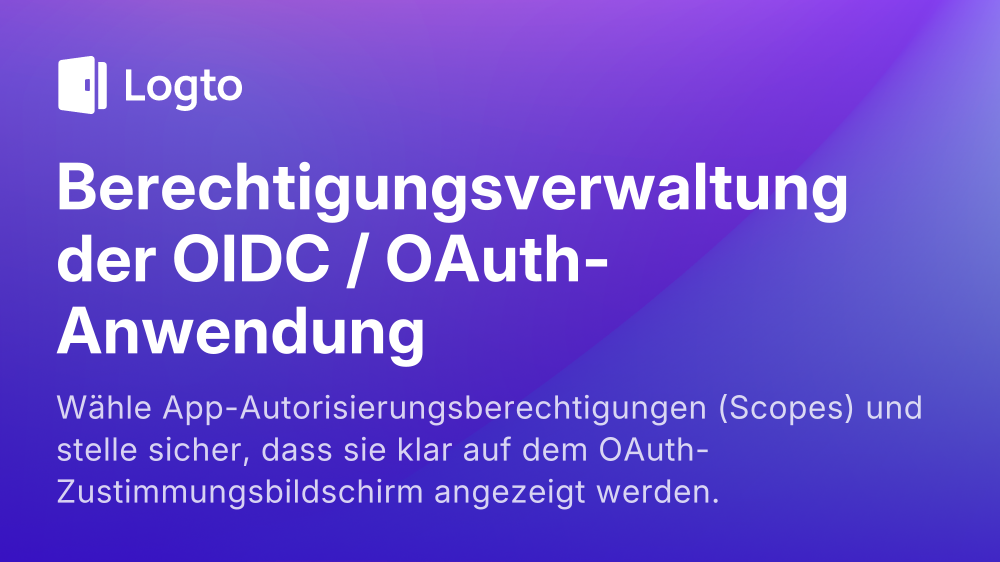 Logto
Berechtigungsverwaltung
der OIDC / OAuth-
Anwendung
Wähle App-Autorisierungsberechtigungen (Scopes) und
stelle sicher, dass sie klar auf dem OAuth-
Zustimmungsbildschirm angezeigt werden.